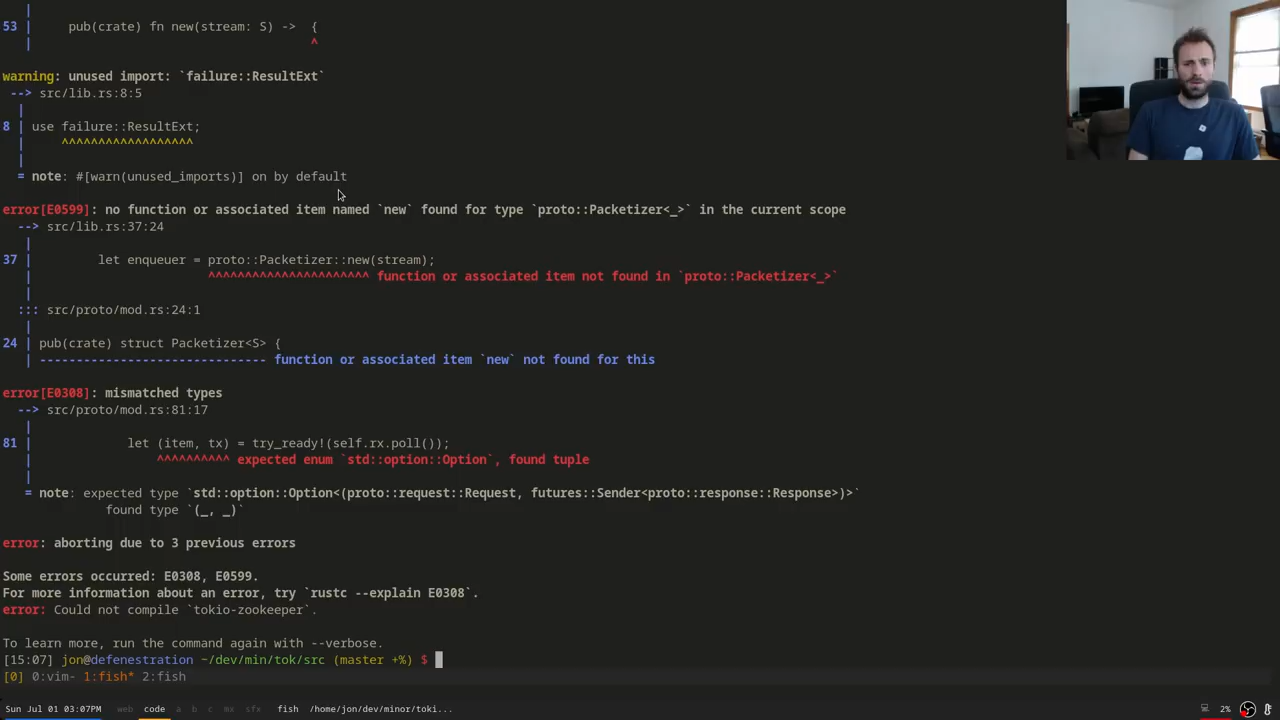 |
53 |     pub(crate) fn new(stream: S) ->  {
   |                                      ^
warning: unused import: `failure::ResultExt`
 --> src/lib.rs:8:5
  |
8 | use failure::ResultExt;
  |     ^^^^^^^^^^^^^^^^^^
  |
  = note: #[warn(unused_imports)] on by default
error[E0599]: no function or associated item named `new` found for type `proto::Packetizer<_>` in the current scope
  --> src/lib.rs:37:24
   |
37 |         let enqueuer = proto::Packetizer::new(stream);
   |                        ^^^^^^^^^^^^^^^^^^^^^^ function or associated item not found in `proto::Packetizer<_>`
   |
  ::: src/proto/mod.rs:24:1
   |
24 | pub(crate) struct Packetizer<S> {
   | ------------------------------- function or associated item `new` not found for this
error[E0308]: mismatched types
  --> src/proto/mod.rs:81:17
   |
81 |             let (item, tx) = try_ready!(self.rx.poll());
   |                 ^^^^^^^^^^ expected enum `std::option::Option`, found tuple
   |
   = note: expected type `std::option::Option<(proto::request::Request, futures::Sender<proto::response::Response>)>`
              found type `(_, _)`
error: aborting due to 3 previous errors
Some errors occurred: E0308, E0599.
For more information about an error, try `rustc --explain E0308`.
error: Could not compile `tokio-zookeeper`.
To learn more, run the command again with --verbose.
[15:07] jon@defenestration ~/dev/min/tok/src (master +%) $
[0] 0:vim- 1:fish* 2:fish
Sun Jul 01 03:07PM web code a b c mx sfx fish /home/jon/dev/minor/toki... 2%